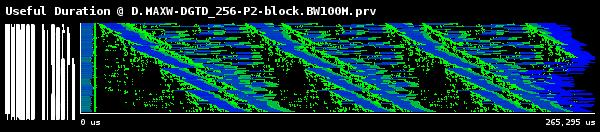 Useful Duration @ D.MAXW-DGTD_256-P2-block.BW100M.prv
0 us
265,295 us